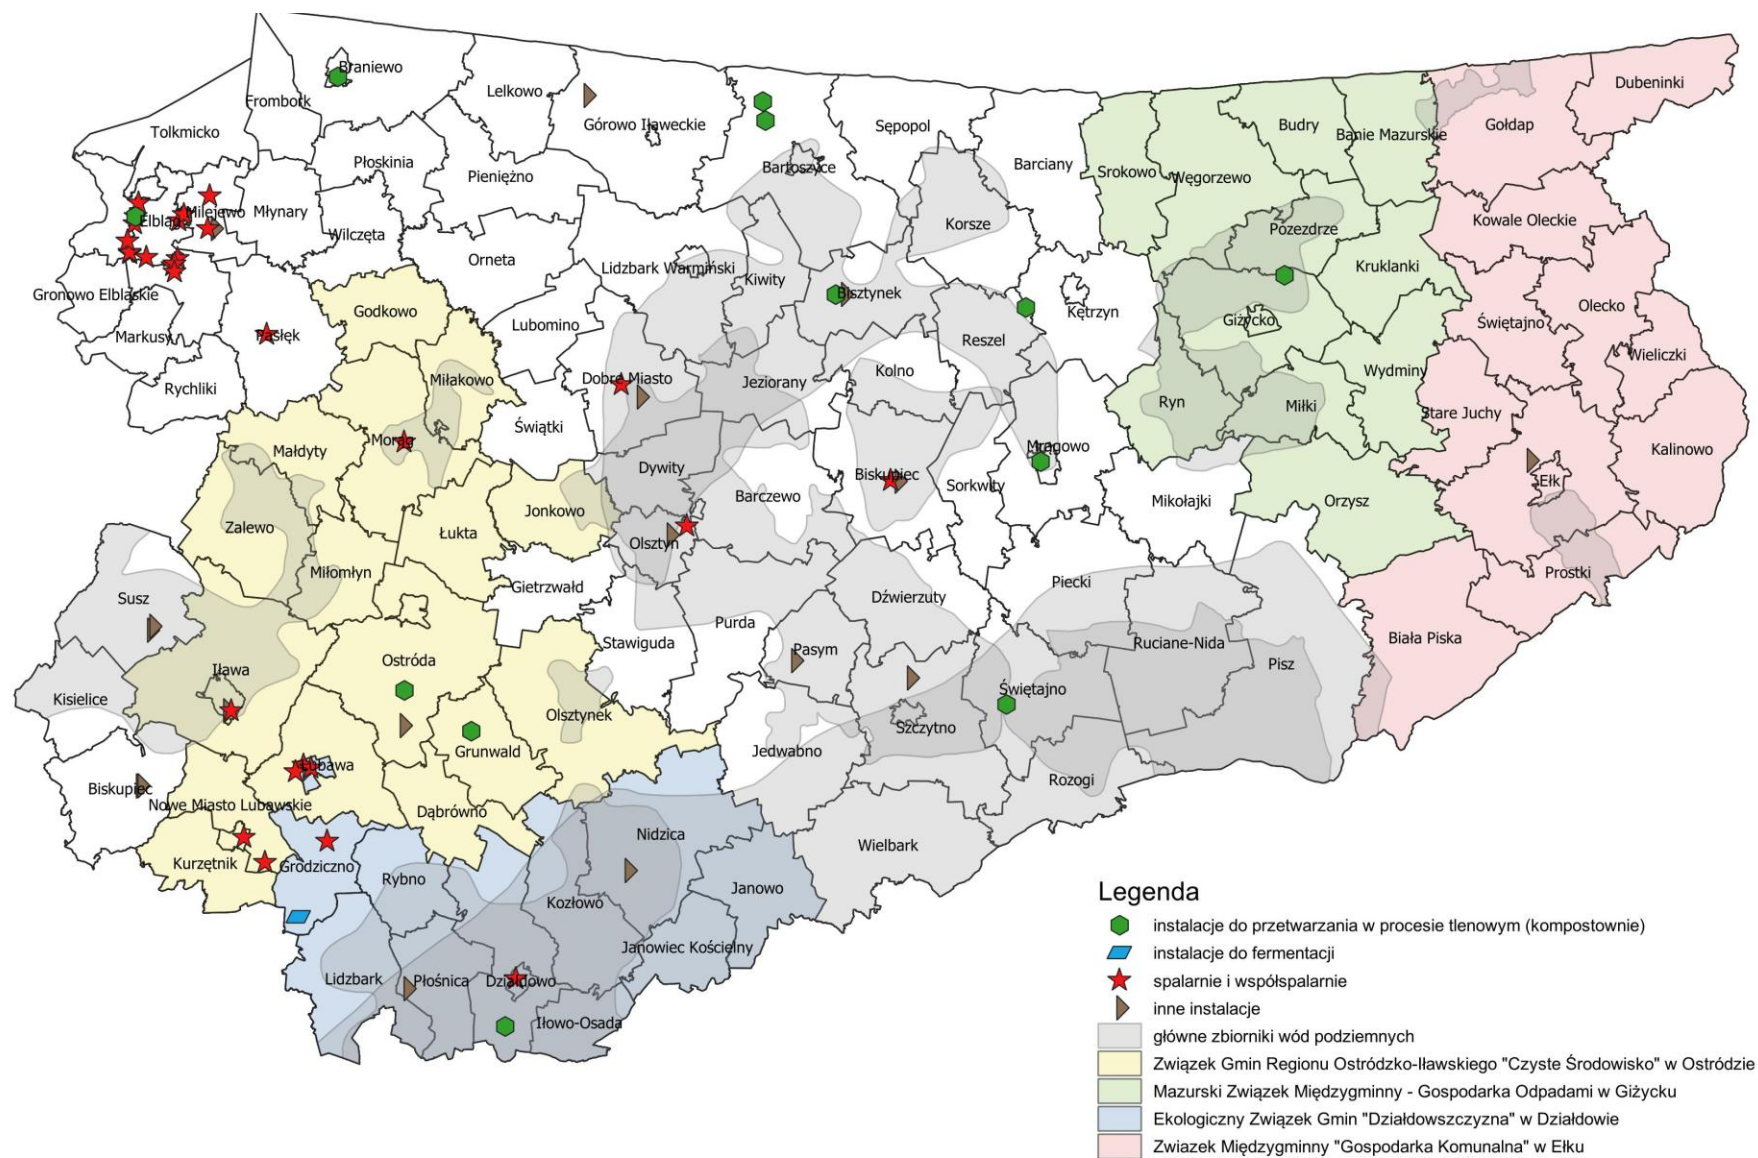 Braniewo
Dubeninki
Lelkowo
Frombork
Górowo Iławeckie
Sępopol
Budry
Gołdap
Tolkmicko
Banie Mazurskie
Płoskinia
Barciany
Bartoszyce
Pieniężno
Srokowo
Węgorzewo
Elbląg
Milejewo
Młynary
Kowale Oleckie
Korsze
Wilczęta
Pozezdrze
Orneta
Lidzbark Warmiński
Kruklanki
Kiwity
Gronowo Elbląskie
Bisztynek
Godkowo
Kętrzyn
Olecko
Lubomino
Giżycko
Świętajno
Markusy
Pasłęk
Reszel
Wieliczki
Kolno
Wydminy
Dobre Miasto
Miłakowo
Jeziorany
Rychliki
Ryn
Miłki
Stare Juchy
Świątki
Morąg
Mrągowo
Małdyty
Kalinowo
Dywity
Biskupiec
Ełk
Sorkwity
Barczewo
Mikołajki
Orzysz
Jonkowo
Zalewo
Łukta
Olsztyn
Miłomłyn
Prostki
Piecki
Gietrzwałd
Susz
Dźwierzuty
Purda
Biała Piska
Stawiguda
Ruciane-Nida
Pasym
Ostróda
Pisz
Iława
Świętajno
Kisielice
Olsztynek
Szczytno
Grunwald
Jedwabno
Lubawa
Rozogi
Biskupiec
Nowe Miasto Lubawskie
Dąbrówno
Nidzica
Wielbark
Kurzętnik
Grodziczno
Rybno
Janowo
Kozłowo
Janowiec Kościelny
Lidzbark
Płośnica
Działdowo
Iłowo-Osada
Legenda
instalacje do przetwarzania w procesie tlenowym (kompostownie)
instalacje do fermentacji
spalarnie i współspalarnie
inne instalacje
główne zbiorniki wód podziemnych
Związek Gmin Regionu Ostródzko-Iławskiego "Czyste Środowisko" w Ostródzie
Mazurski Związek Międzygminny - Gospodarka Odpadami w Giżycku
Ekologiczny Związek Gmin "Działdowszczyzna" w Działdowie
Zwiazek Międzygminny "Gospodarka Komunalna" w Ełku